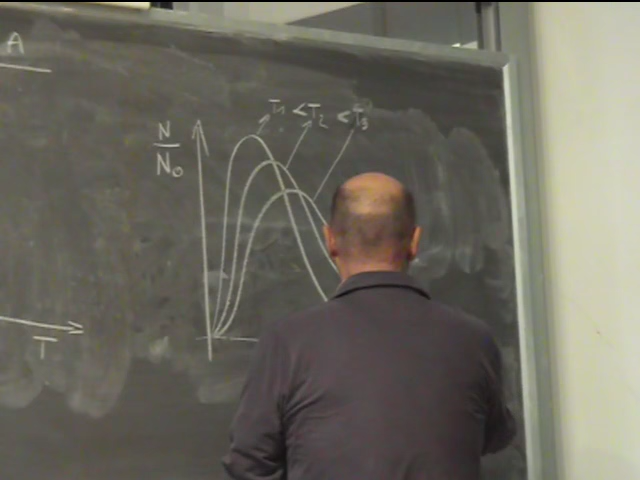 A
T₁ < T₂ < T₃
N
N₀
T